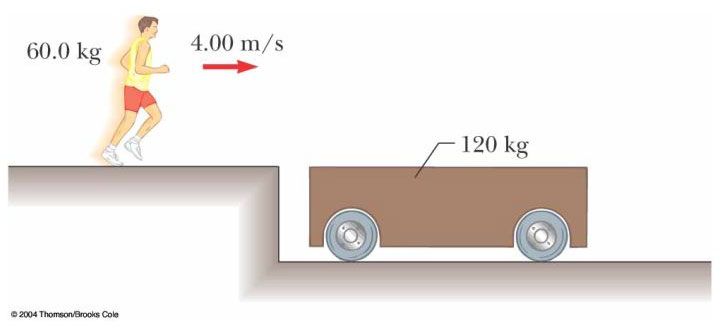 60.0 kg
4.00 m/s
120 kg
© 2004 Thomson/Brooks Cole